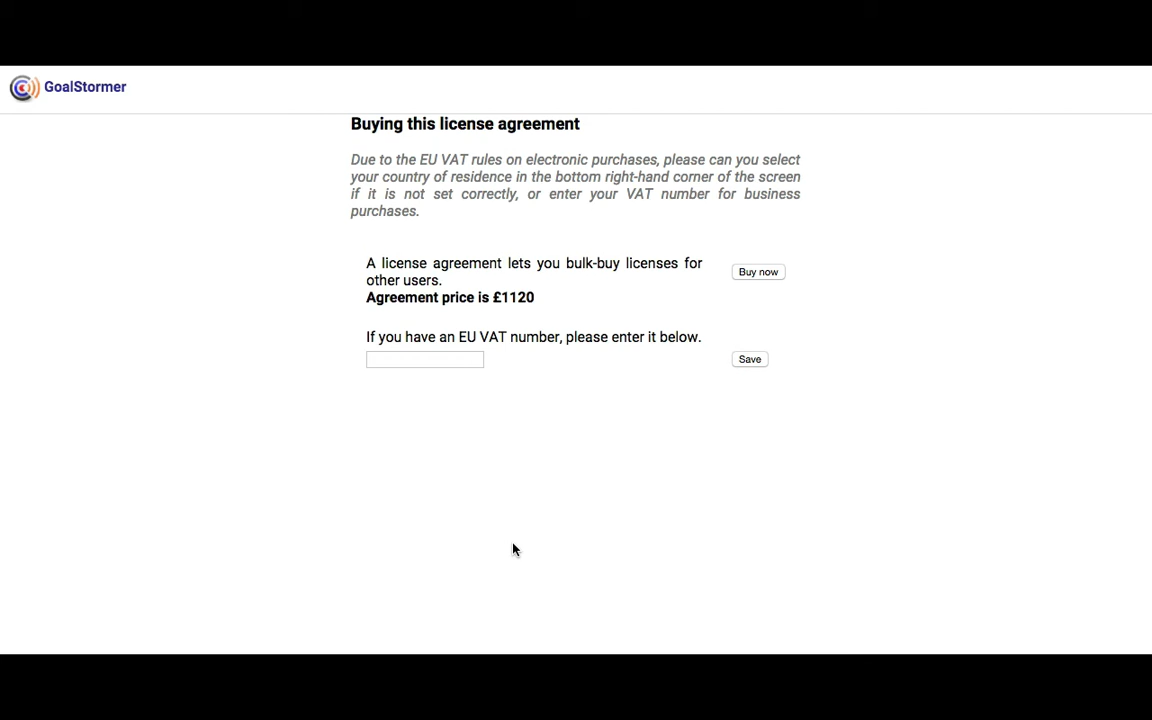 GoalStormer
Buying this license agreement
Due to the EU VAT rules on electronic purchases, please can you select
your country of residence in the bottom right-hand corner of the screen
if it is not set correctly, or enter your VAT number for business
purchases.
A license agreement lets you bulk-buy licenses for
other users.
Buy now
Agreement price is £1120
If you have an EU VAT number, please enter it below.
Save